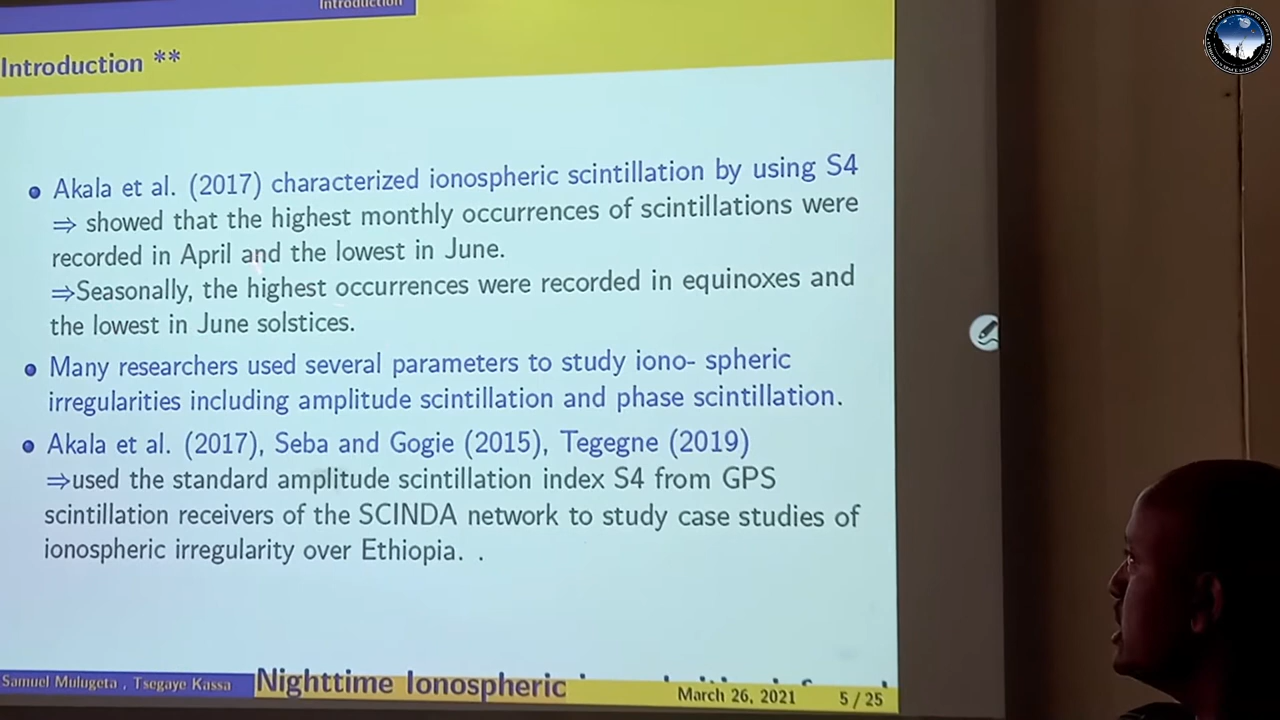 Introduction
Introduction **
Akala et al. (2017) characterized ionospheric scintillation by using S4
⇒ showed that the highest monthly occurrences of scintillations were
recorded in April and the lowest in June.
⇒Seasonally, the highest occurrences were recorded in equinoxes and
the lowest in June solstices.
Many researchers used several parameters to study iono- spheric
irregularities including amplitude scintillation and phase scintillation.
Akala et al. (2017), Seba and Gogie (2015), Tegegne (2019)
⇒used the standard amplitude scintillation index S4 from GPS
scintillation receivers of the SCINDA network to study case studies of
ionospheric irregularity over Ethiopia. .
Samuel Mulugeta , Tsegaye Kassa
Nighttime Ionospheric
March 26, 2021
5 / 25